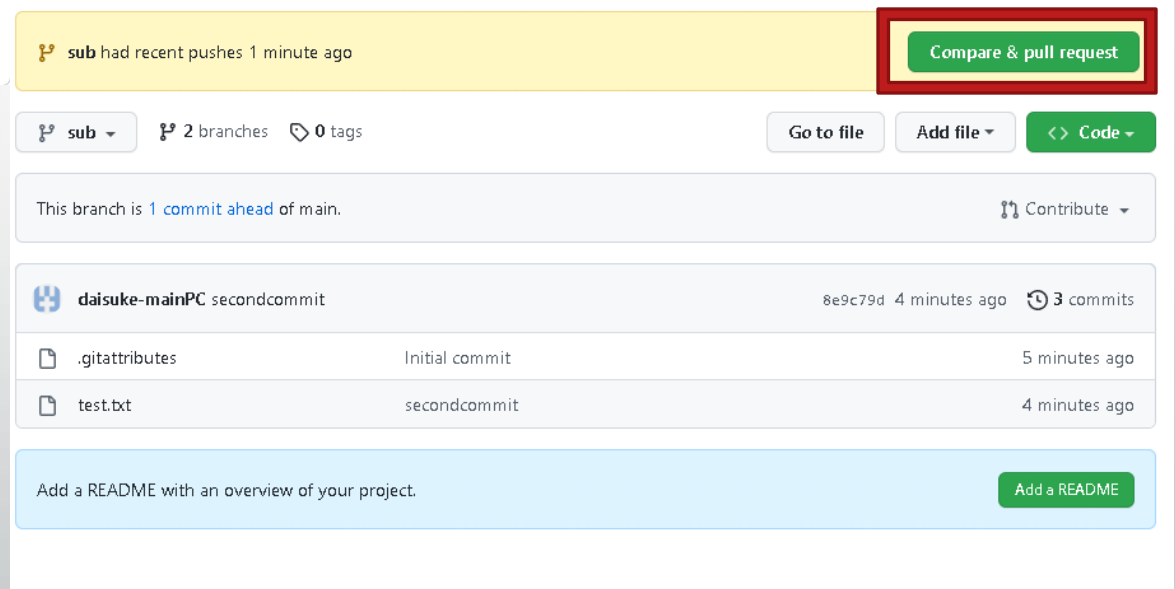 sub had recent pushes 1 minute ago
Compare & pull request
sub 2 branches 0 tags
Go to file Add file Code
This branch is 1 commit ahead of main.
Contribute
daisuke-mainPC secondcommit 8e9c79d 4 minutes ago 3 commits
.gitattributes Initial commit 5 minutes ago
test.txt secondcommit 4 minutes ago
Add a README with an overview of your project.
Add a README